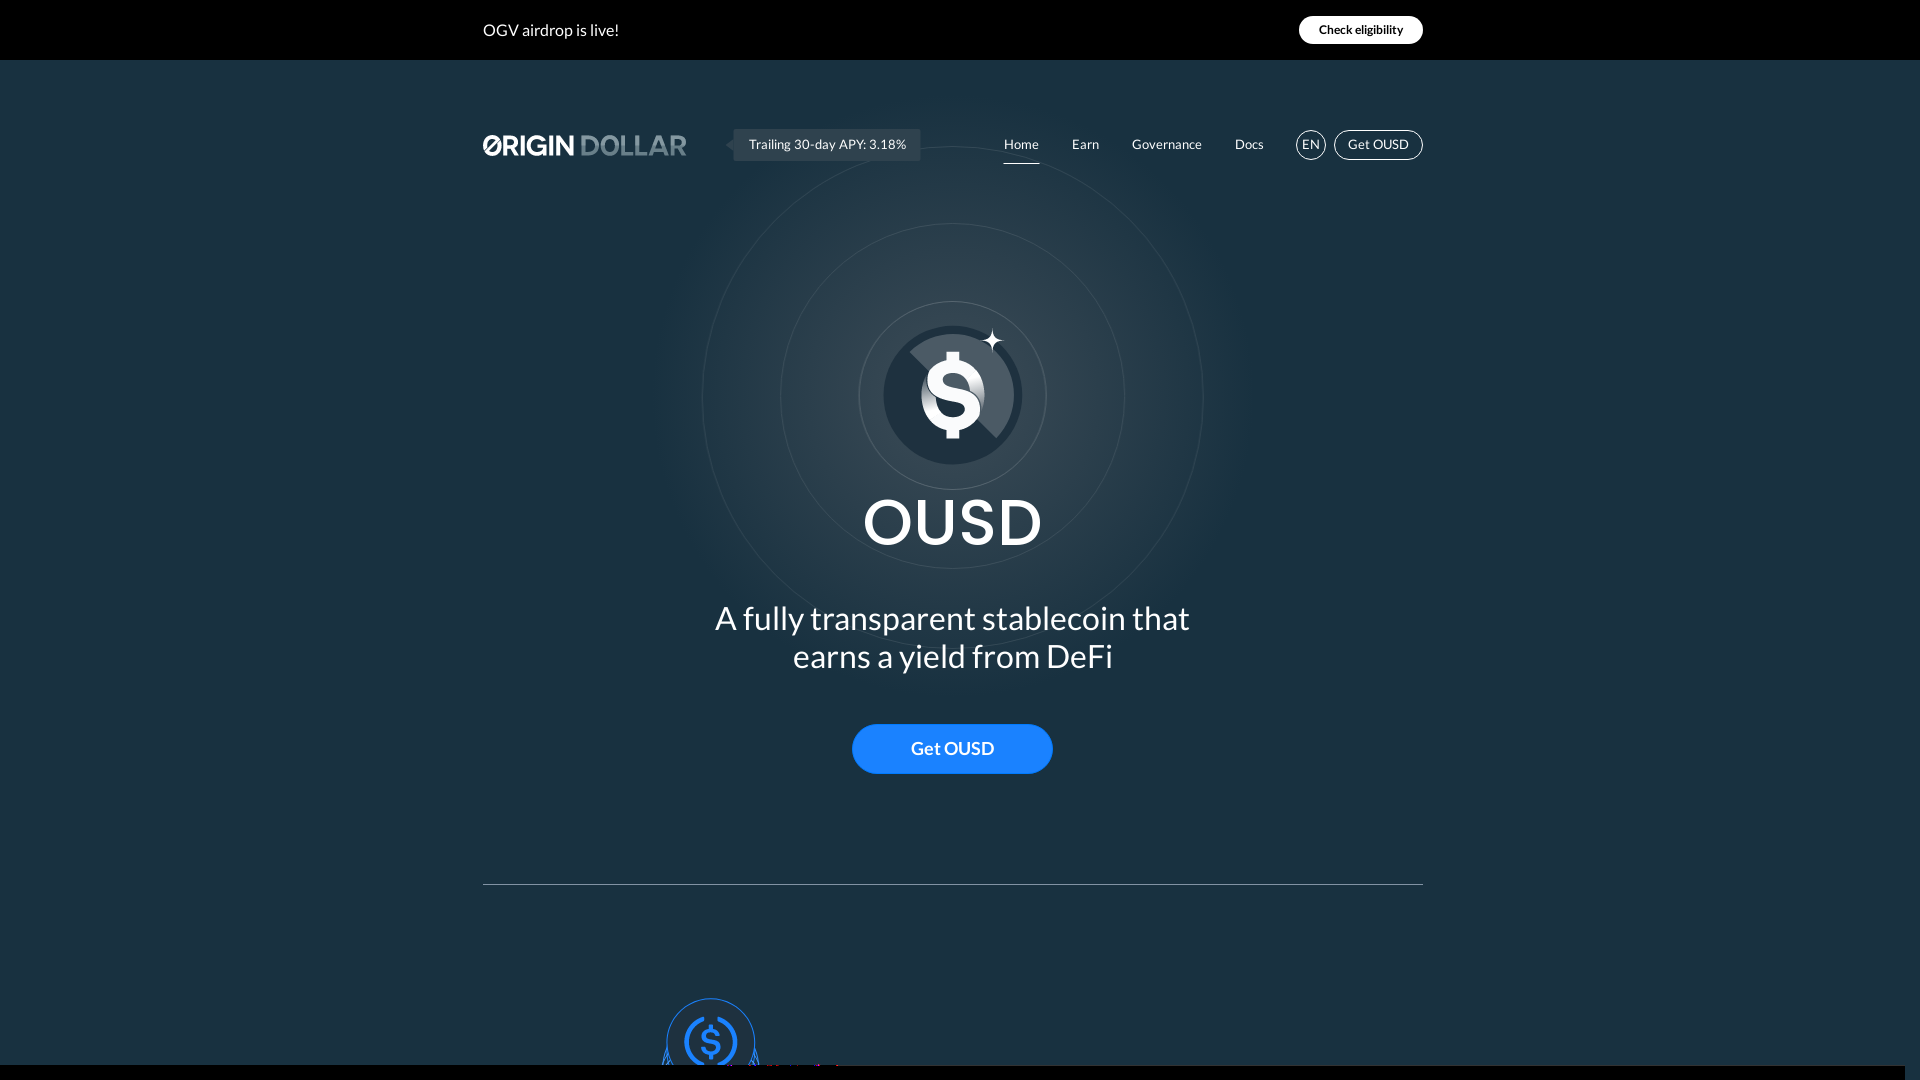 OGV airdrop is live!
Check eligibility
ORIGIN DOLLAR
Trailing 30-day APY: 3.18%
Home
Earn
Governance
Docs
EN
Get OUSD
OUSD
A fully transparent stablecoin that
earns a yield from DeFi
Get OUSD